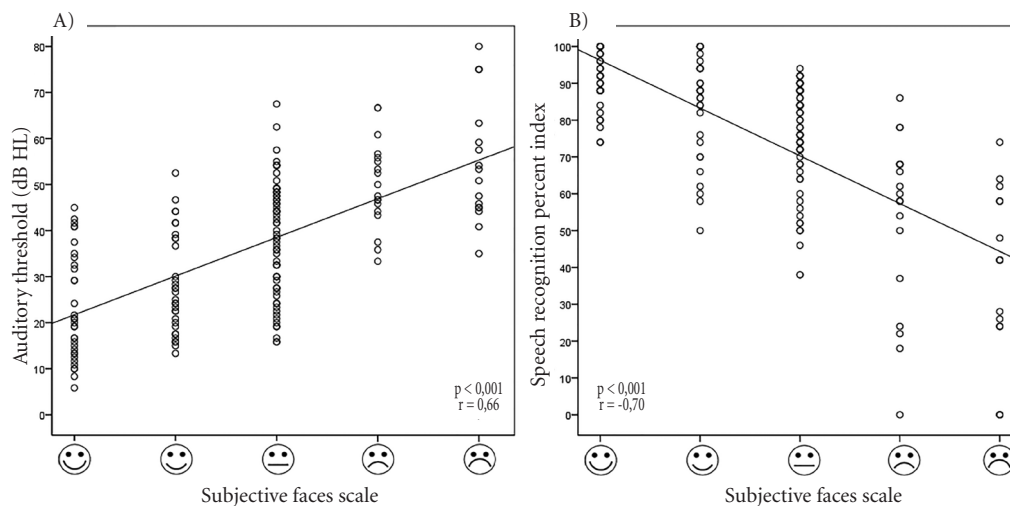 A)
Auditory threshold (dB HL)
80
70
60
50
40
30
20
10
0
p < 0,001
r = 0,66
Subjective faces scale
B)
Speech recognition percent index
100
90
80
70
60
50
40
30
20
10
0
p < 0,001
r = -0,70
Subjective faces scale